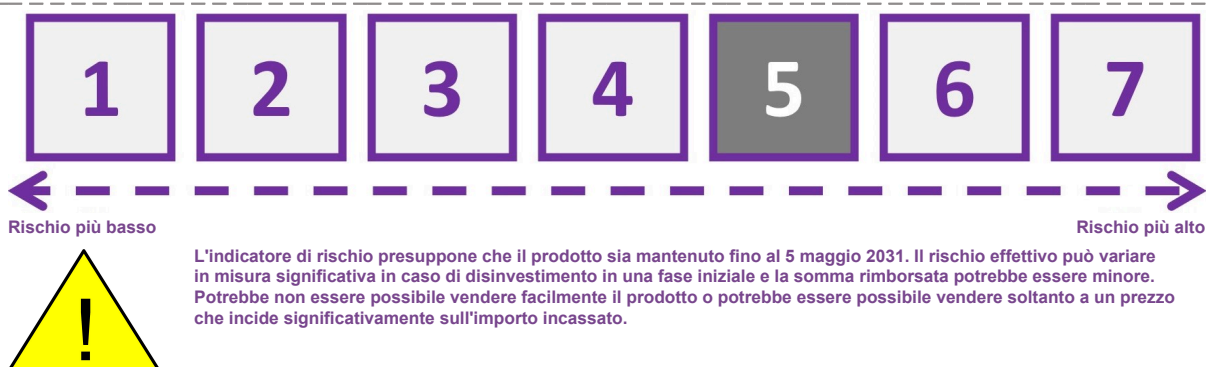 1 2 3 4 5 6 7
Rischio più basso Rischio più alto
L'indicatore di rischio presuppone che il prodotto sia mantenuto fino al 5 maggio 2031. Il rischio effettivo può variare
in misura significativa in caso di disinvestimento in una fase iniziale e la somma rimborsata potrebbe essere minore.
Potrebbe non essere possibile vendere facilmente il prodotto o potrebbe essere possibile vendere soltanto a un prezzo
che incide significativamente sull'importo incassato.
!